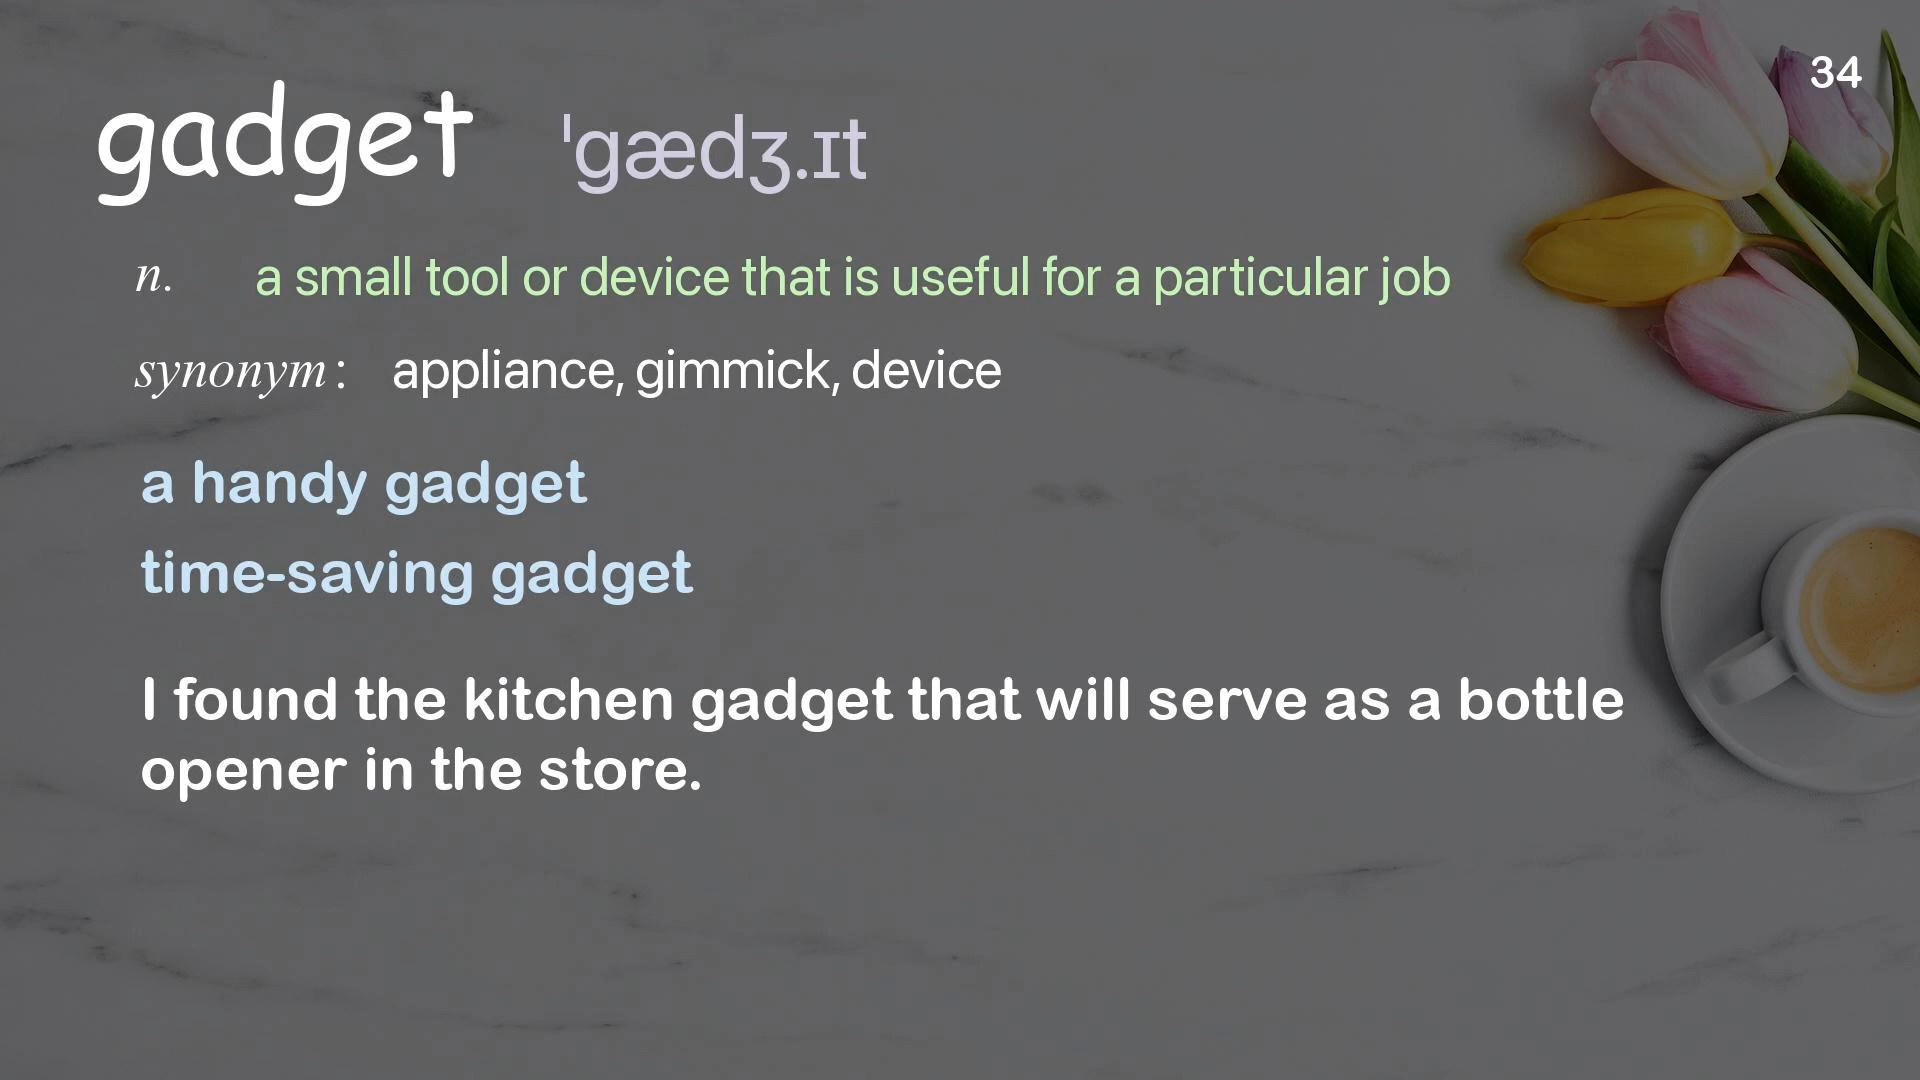 34
gadget ˈgædʒ.ɪt
n. a small tool or device that is useful for a particular job
synonym: appliance, gimmick, device
a handy gadget
time-saving gadget
I found the kitchen gadget that will serve as a bottle
opener in the store.